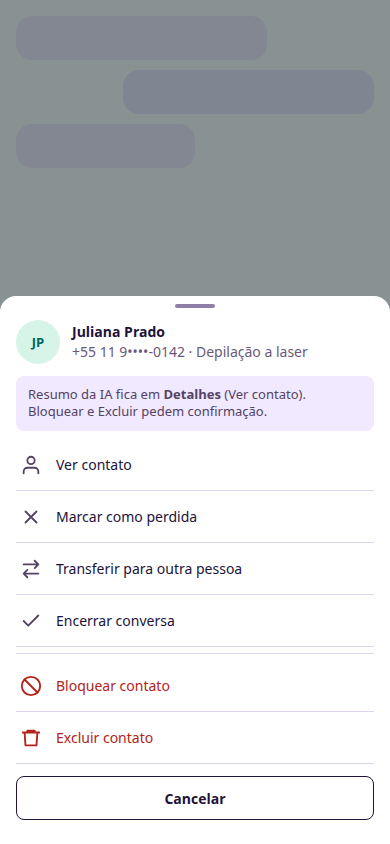 JP
Juliana Prado
+55 11 9••••-0142 · Depilação a laser
Resumo da IA fica em Detalhes (Ver contato).
Bloquear e Excluir pedem confirmação.
Ver contato
Marcar como perdida
Transferir para outra pessoa
Encerrar conversa
Bloquear contato
Excluir contato
Cancelar